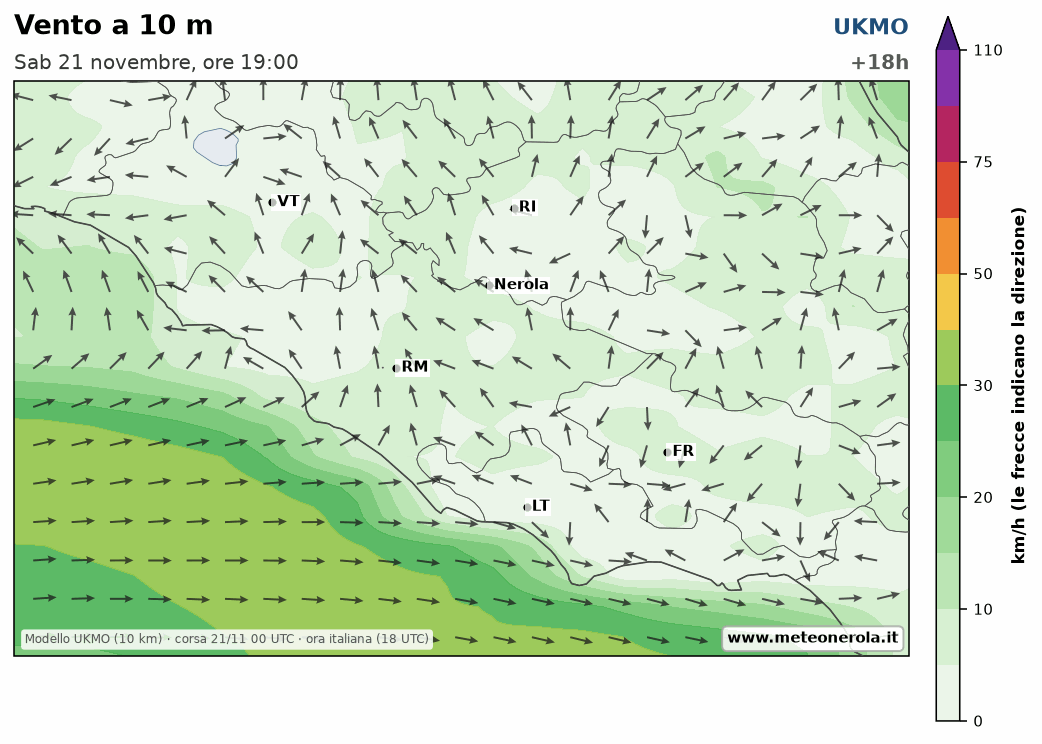 Vento a 10 m
UKMO
Sab 21 novembre, ore 19:00
+18h
VT
RI
Nerola
RM
FR
LT
Modello UKMO (10 km) · corsa 21/11 00 UTC · ora italiana (18 UTC)
www.meteonerola.it
110
75
50
30
20
10
0
km/h (le frecce indicano la direzione)